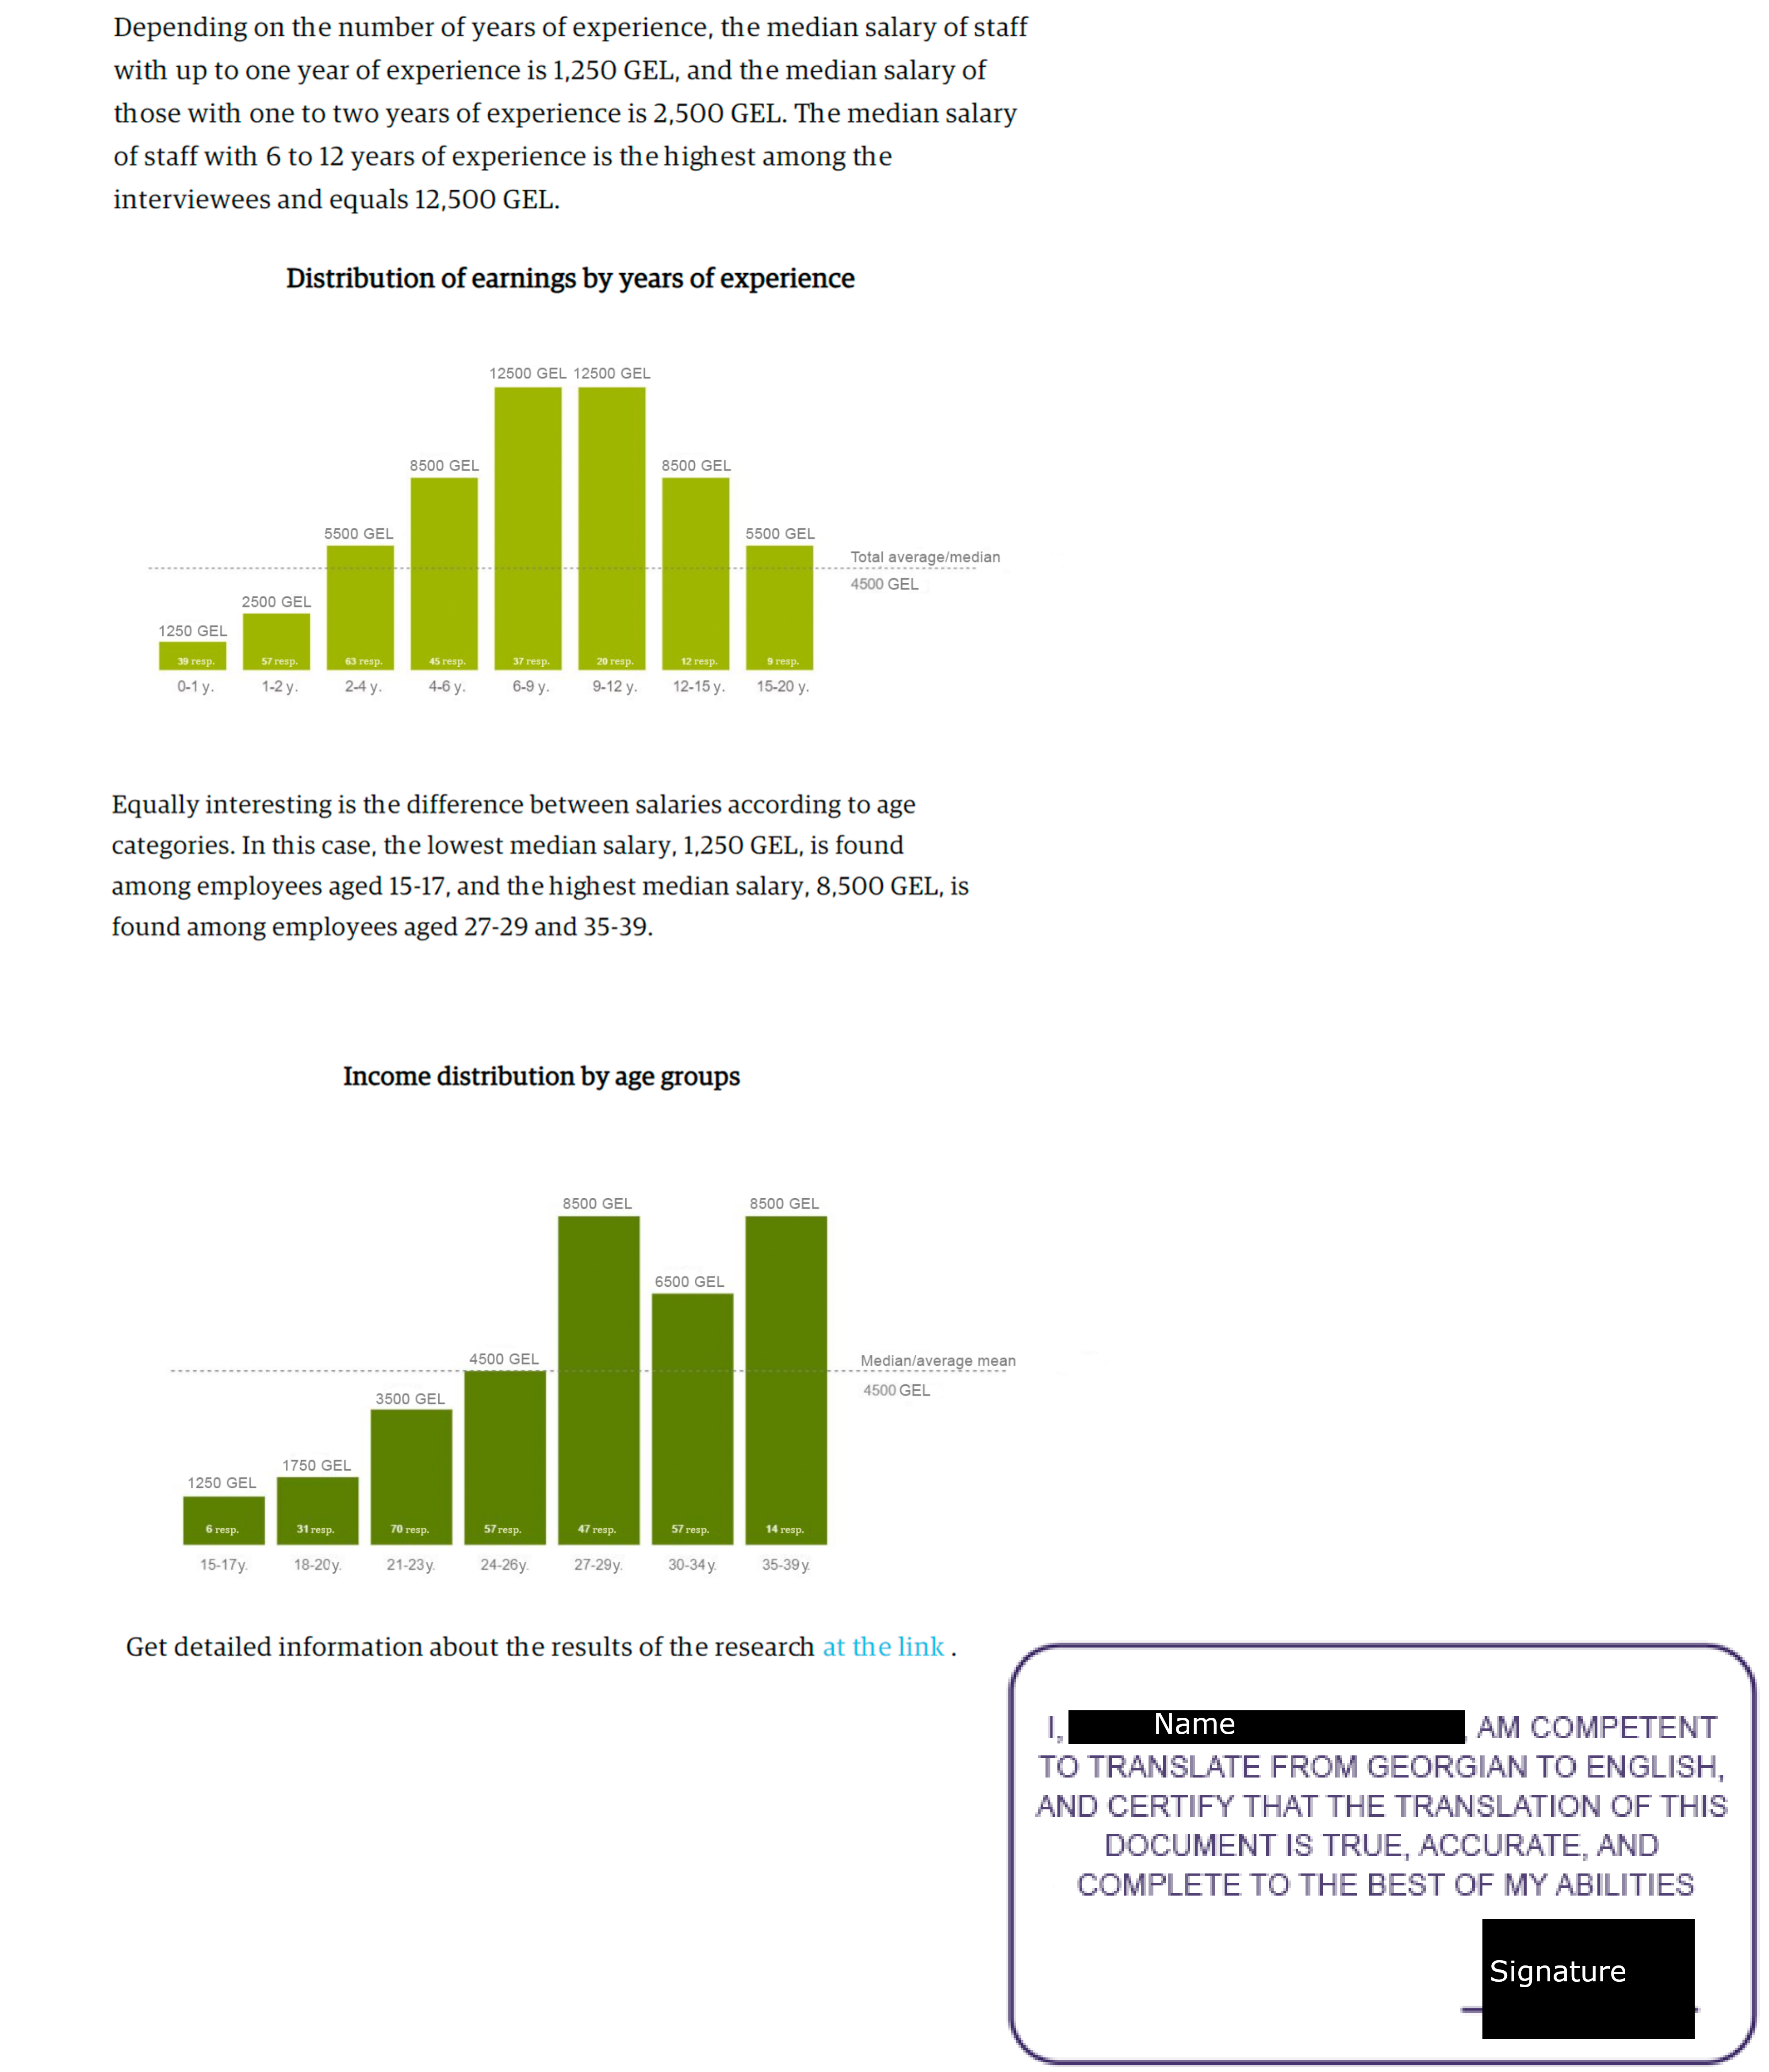 Depending on the number of years of experience, the median salary of staff
with up to one year of experience is 1,250 GEL, and the median salary of
those with one to two years of experience is 2,500 GEL. The median salary
of staff with 6 to 12 years of experience is the highest among the
interviewees and equals 12,500 GEL.
Distribution of earnings by years of experience
12500 GEL 12500 GEL
8500 GEL 8500 GEL
5500 GEL 5500 GEL
Total average/median
4500 GEL
2500 GEL
1250 GEL
39 resp. 57 resp. 63 resp. 45 resp. 37 resp. 20 resp. 12 resp. 9 resp.
0-1 y. 1-2 y. 2-4 y. 4-6 y. 6-9 y. 9-12 y. 12-15 y. 15-20 y.
Equally interesting is the difference between salaries according to age
categories. In this case, the lowest median salary, 1,250 GEL, is found
among employees aged 15-17, and the highest median salary, 8,500 GEL, is
found among employees aged 27-29 and 35-39.
Income distribution by age groups
8500 GEL 8500 GEL
6500 GEL
4500 GEL Median/average mean
4500 GEL
3500 GEL
1750 GEL
1250 GEL
6 resp. 31 resp. 70 resp. 57 resp. 47 resp. 57 resp. 14 resp.
15-17y. 18-20y. 21-23y. 24-26y. 27-29y. 30-34y. 35-39y.
Get detailed information about the results of the research at the link .
I, Name , AM COMPETENT
TO TRANSLATE FROM GEORGIAN TO ENGLISH,
AND CERTIFY THAT THE TRANSLATION OF THIS
DOCUMENT IS TRUE, ACCURATE, AND
COMPLETE TO THE BEST OF MY ABILITIES
Signature